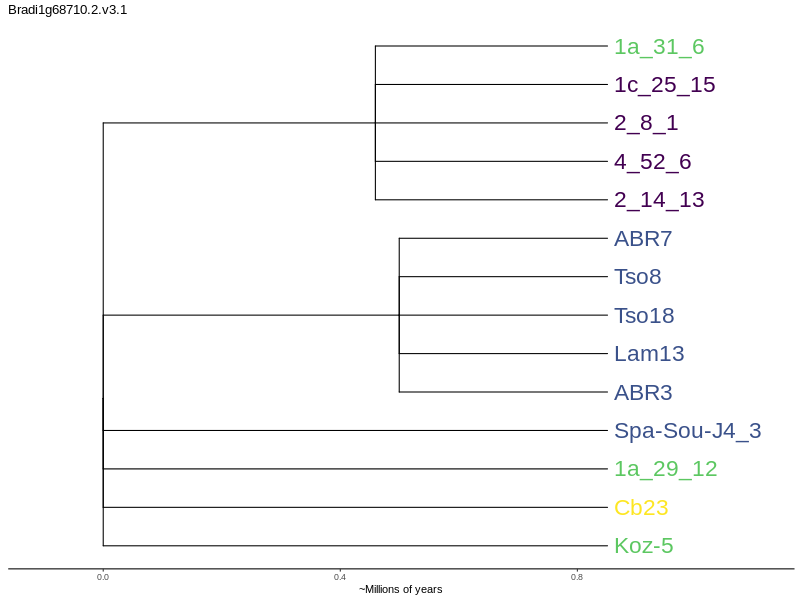 Bradi1g68710.2.v3.1
1a_31_6
1c_25_15
2_8_1
4_52_6
2_14_13
ABR7
Tso8
Tso18
Lam13
ABR3
Spa-Sou-J4_3
1a_29_12
Cb23
Koz-5
0.0 0.4 0.8
~Millions of years